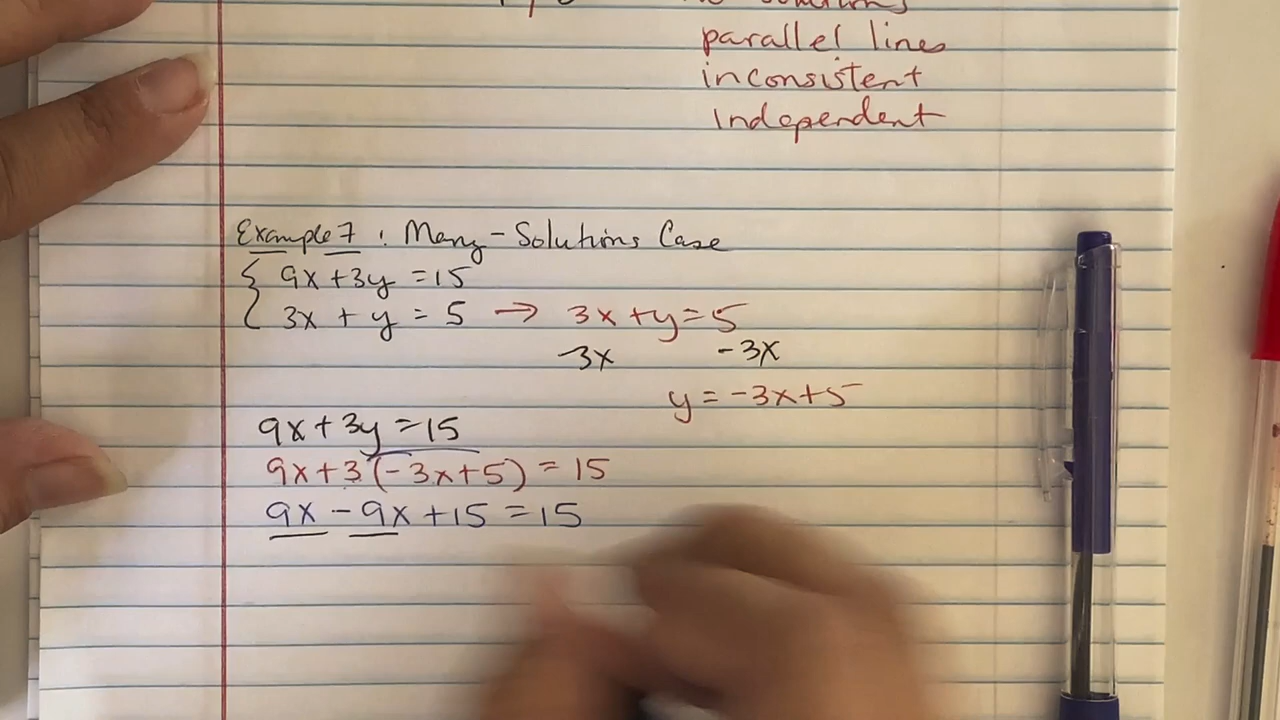 parallel lines
inconsistent
Independent
Example 7 : Many-Solutions Case
9x+3y =15
3x + y = 5 → 3x+y=5
-3x -3x
y = -3x+5
9x+3y =15
9x+3(-3x+5) = 15
9x - 9x +15 =15